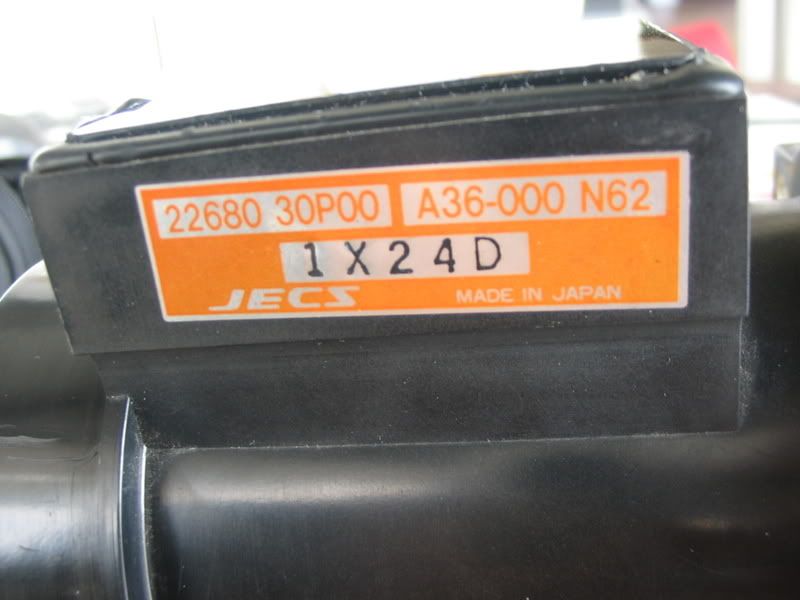 22680 30P00 A36-000 N62
1X24D
JECS MADE IN JAPAN